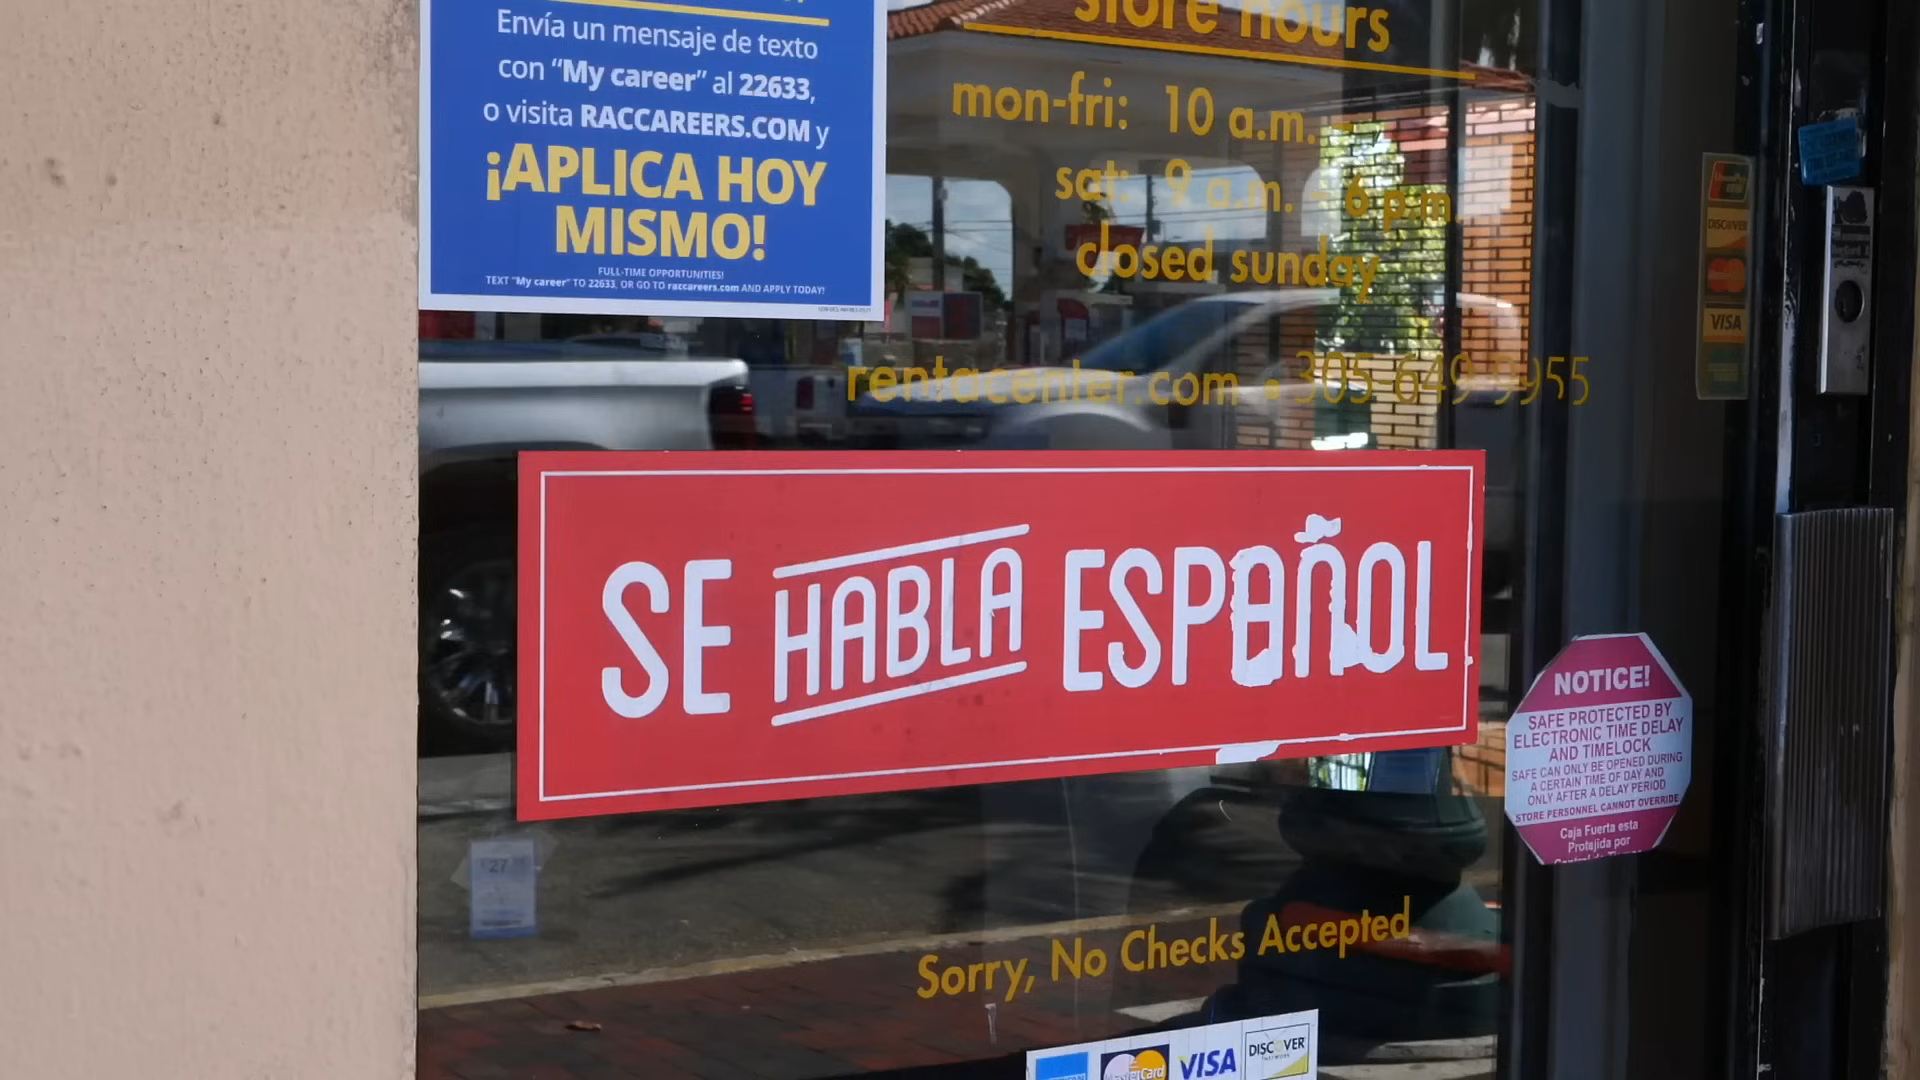 Envía un mensaje de texto
con “My career” al 22633,
o visita RACCAREERS.COM y
¡APLICA HOY
MISMO!
FULL-TIME OPPORTUNITIES!
TEXT “My career” TO 22633, OR GO TO raccareers.com AND APPLY TODAY!
store hours
mon-fri: 10 a.m. -
sat: 9 a.m. - 6 p.m.
closed sunday
rentacenter.com • 305-649-9955
DISCOVER
VISA
SE HABLA ESPAÑOL
NOTICE!
SAFE PROTECTED BY
ELECTRONIC TIME DELAY
AND TIMELOCK
SAFE CAN ONLY BE OPENED DURING
A CERTAIN TIME OF DAY AND
ONLY AFTER A DELAY PERIOD
STORE PERSONNEL CANNOT OVERRIDE
Caja Fuerta esta
Protejida por
Sorry, No Checks Accepted
MasterCard
VISA
DISCOVER